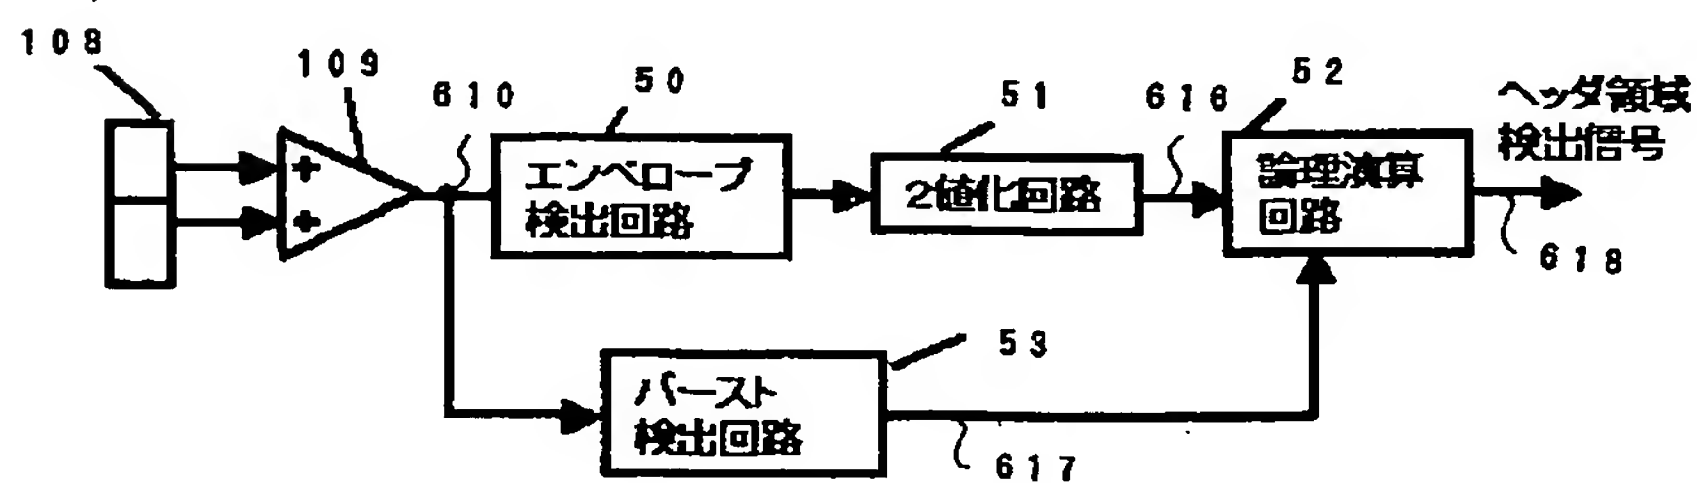 108
109
610
50
51
616
52
ヘッダ領域
検出信号
+
+
エンベロープ
検出回路
2値化回路
論理演算
回路
618
53
バースト
検出回路
617